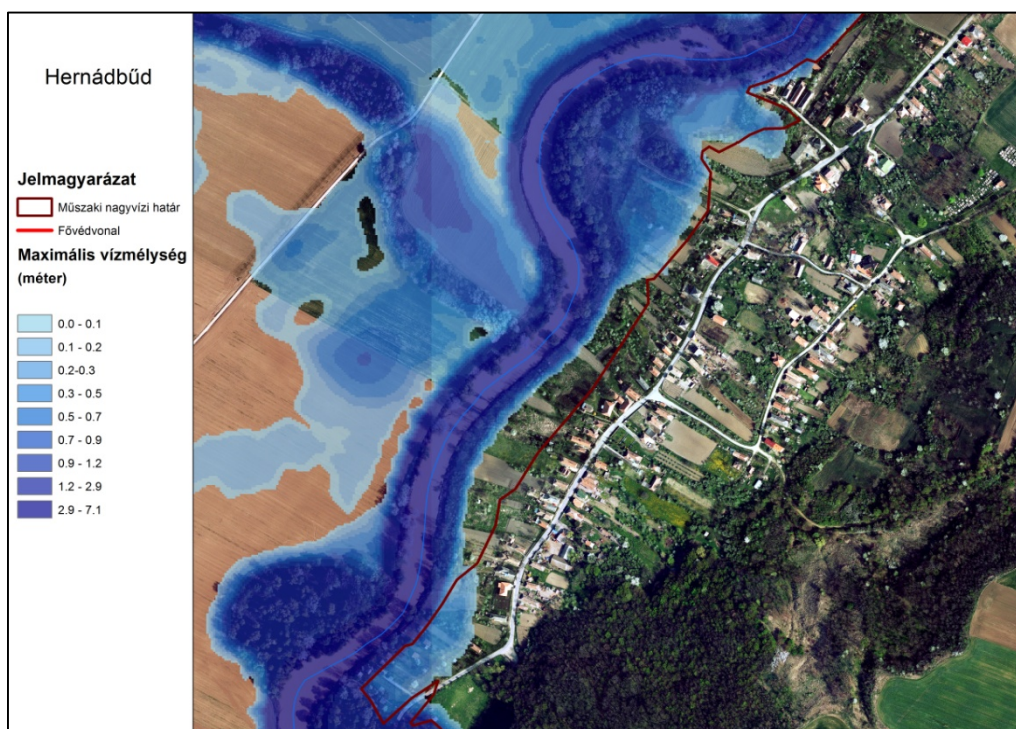 Hernádbűd
Jelmagyarázat
Műszaki nagyvízi határ
Fővédvonal
Maximális vízmélység
(méter)
0.0 - 0.1
0.1 - 0.2
0.2-0.3
0.3 - 0.5
0.5 - 0.7
0.7 - 0.9
0.9 - 1.2
1.2 - 2.9
2.9 - 7.1